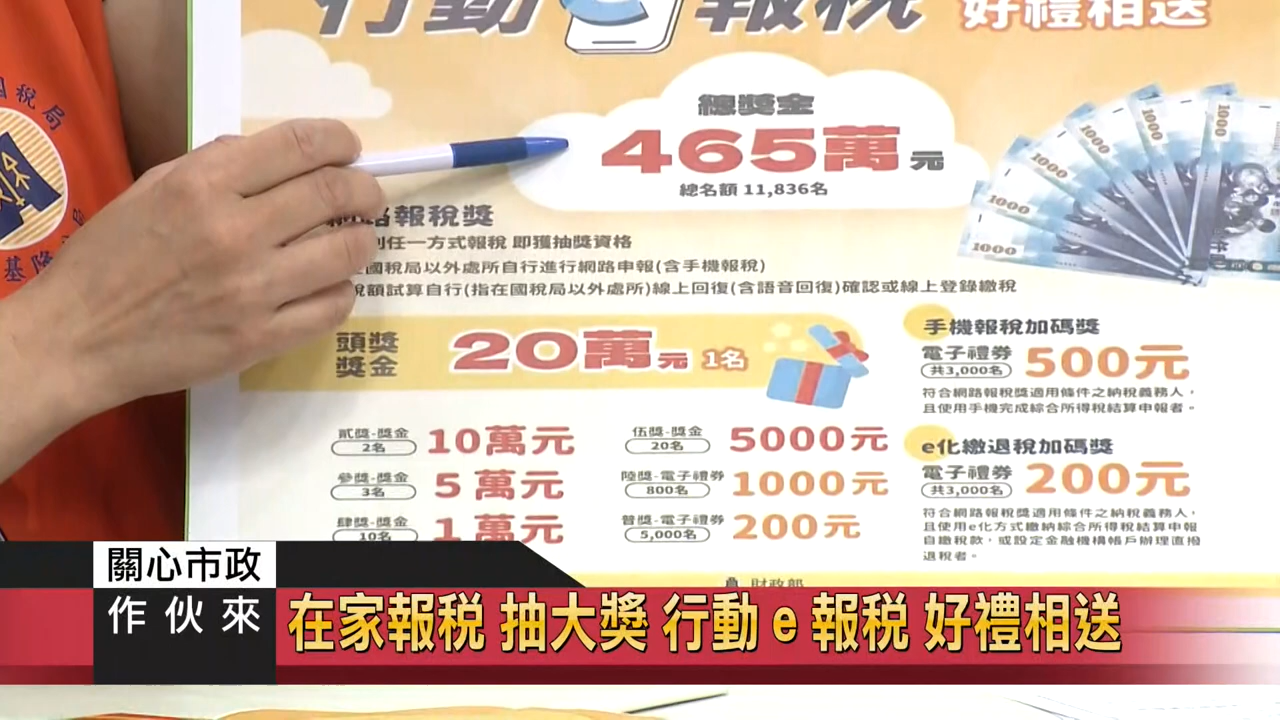 行動e報稅 好禮相送
總獎金
465萬元
總名額 11,836名
網路報稅獎
任一方式報稅 即獲抽獎資格
國稅局以外處所自行進行網路申報(含手機報稅)
稅額試算自行(指在國稅局以外處所)線上回復(含語音回復)確認或線上登錄繳稅
頭獎
獎金
20萬元 1名
貳獎-獎金
2名
10萬元
參獎-獎金
3名
5萬元
肆獎-獎金
10名
1萬元
伍獎-獎金
20名
5000元
陸獎-電子禮券
800名
1000元
普獎-電子禮券
5,000名
200元
手機報稅加碼獎
電子禮券
共3,000名
500元
符合網路報稅獎適用條件之納稅義務人,
且使用手機完成綜合所得稅結算申報者。
e化繳退稅加碼獎
電子禮券
共3,000名
200元
符合網路報稅獎適用條件之納稅義務人,
且使用e化方式繳納綜合所得稅結算申報
自繳稅款,或設定金融機構帳戶辦理直撥
退稅者。
財政部
1000
1000
1000
1000
1000
1000
國稅局
基隆
關心市政
作伙來
在家報税 抽大獎 行動e報税 好禮相送